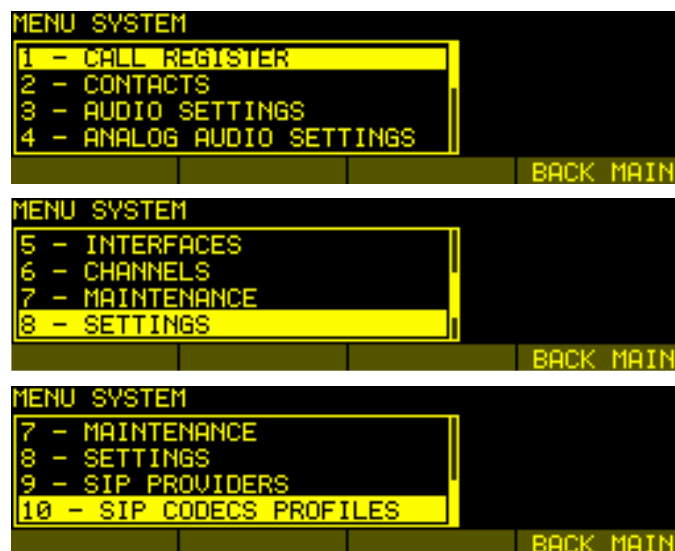 MENU SYSTEM
1 - CALL REGISTER
2 - CONTACTS
3 - AUDIO SETTINGS
4 - ANALOG AUDIO SETTINGS
BACK MAIN
MENU SYSTEM
5 - INTERFACES
6 - CHANNELS
7 - MAINTENANCE
8 - SETTINGS
BACK MAIN
MENU SYSTEM
7 - MAINTENANCE
8 - SETTINGS
9 - SIP PROVIDERS
10 - SIP CODECS PROFILES
BACK MAIN